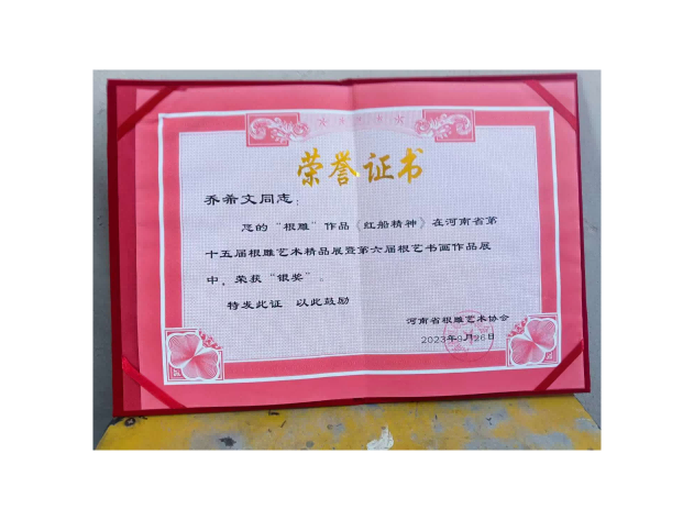 荣誉证书
乔希文同志：
您的“根雕”作品《红船精神》在河南省第
十五届根雕艺术精品展暨第六届根艺书画作品展
中，荣获“银奖”。
特发此证 以此鼓励
河南省根雕艺术协会
2023年9月26日